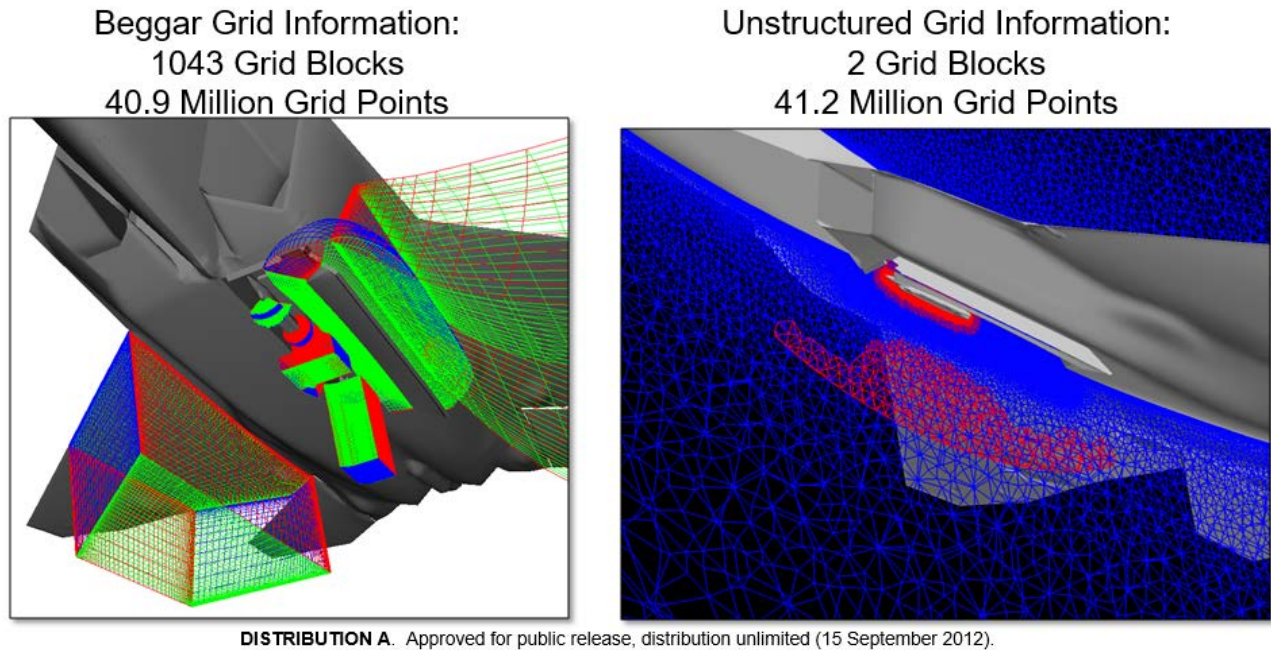 Beggar Grid Information:
1043 Grid Blocks
40.9 Million Grid Points
Unstructured Grid Information:
2 Grid Blocks
41.2 Million Grid Points
DISTRIBUTION A. Approved for public release, distribution unlimited (15 September 2012).